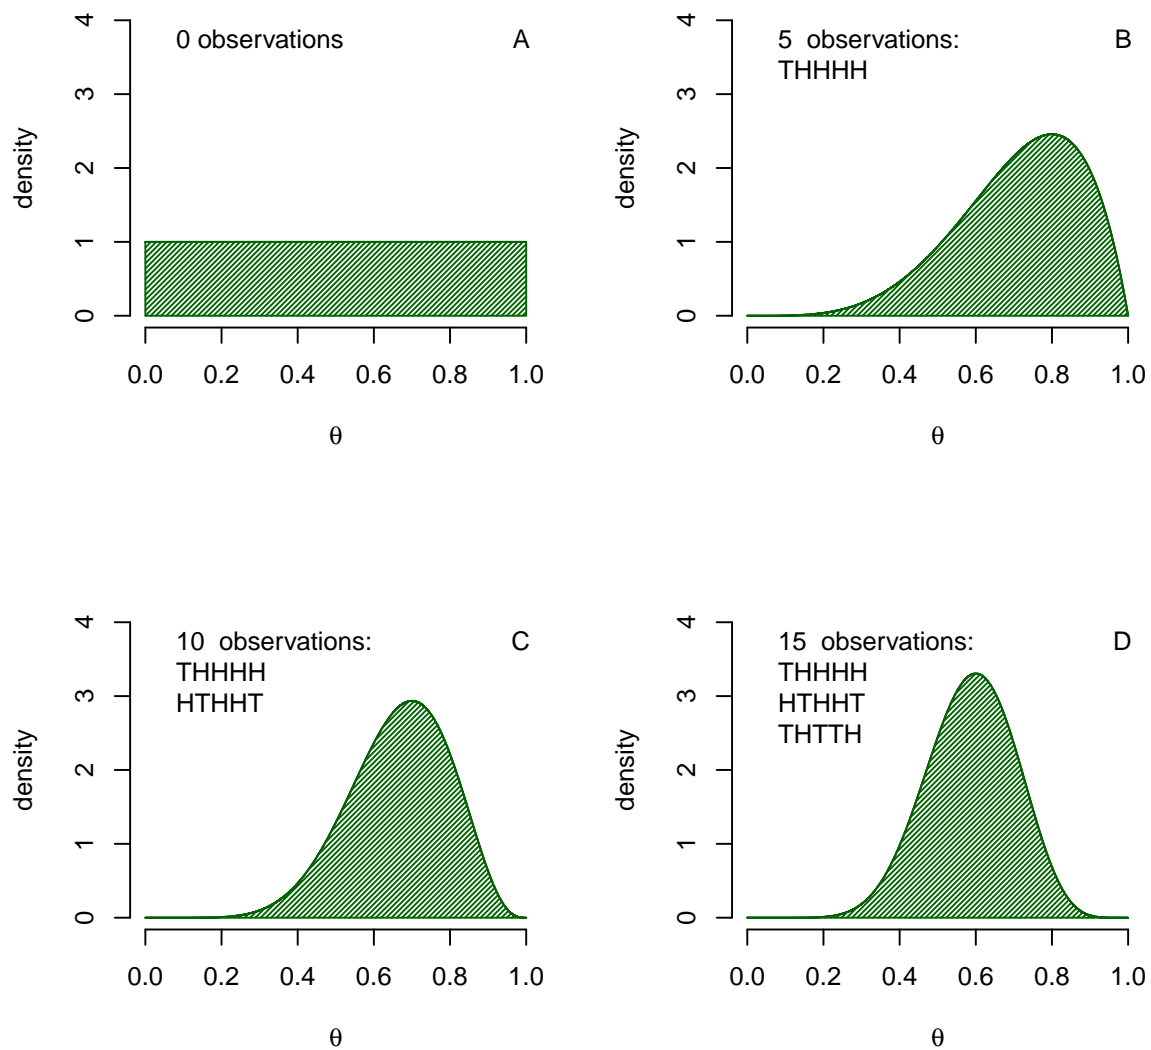 0 observations
A
density
4
3
2
1
0
0.0 0.2 0.4 0.6 0.8 1.0
θ
5 observations:
THHHH
B
density
4
3
2
1
0
0.0 0.2 0.4 0.6 0.8 1.0
θ
10 observations:
THHHH
HTHHT
C
density
4
3
2
1
0
0.0 0.2 0.4 0.6 0.8 1.0
θ
15 observations:
THHHH
HTHHT
THTTH
D
density
4
3
2
1
0
0.0 0.2 0.4 0.6 0.8 1.0
θ